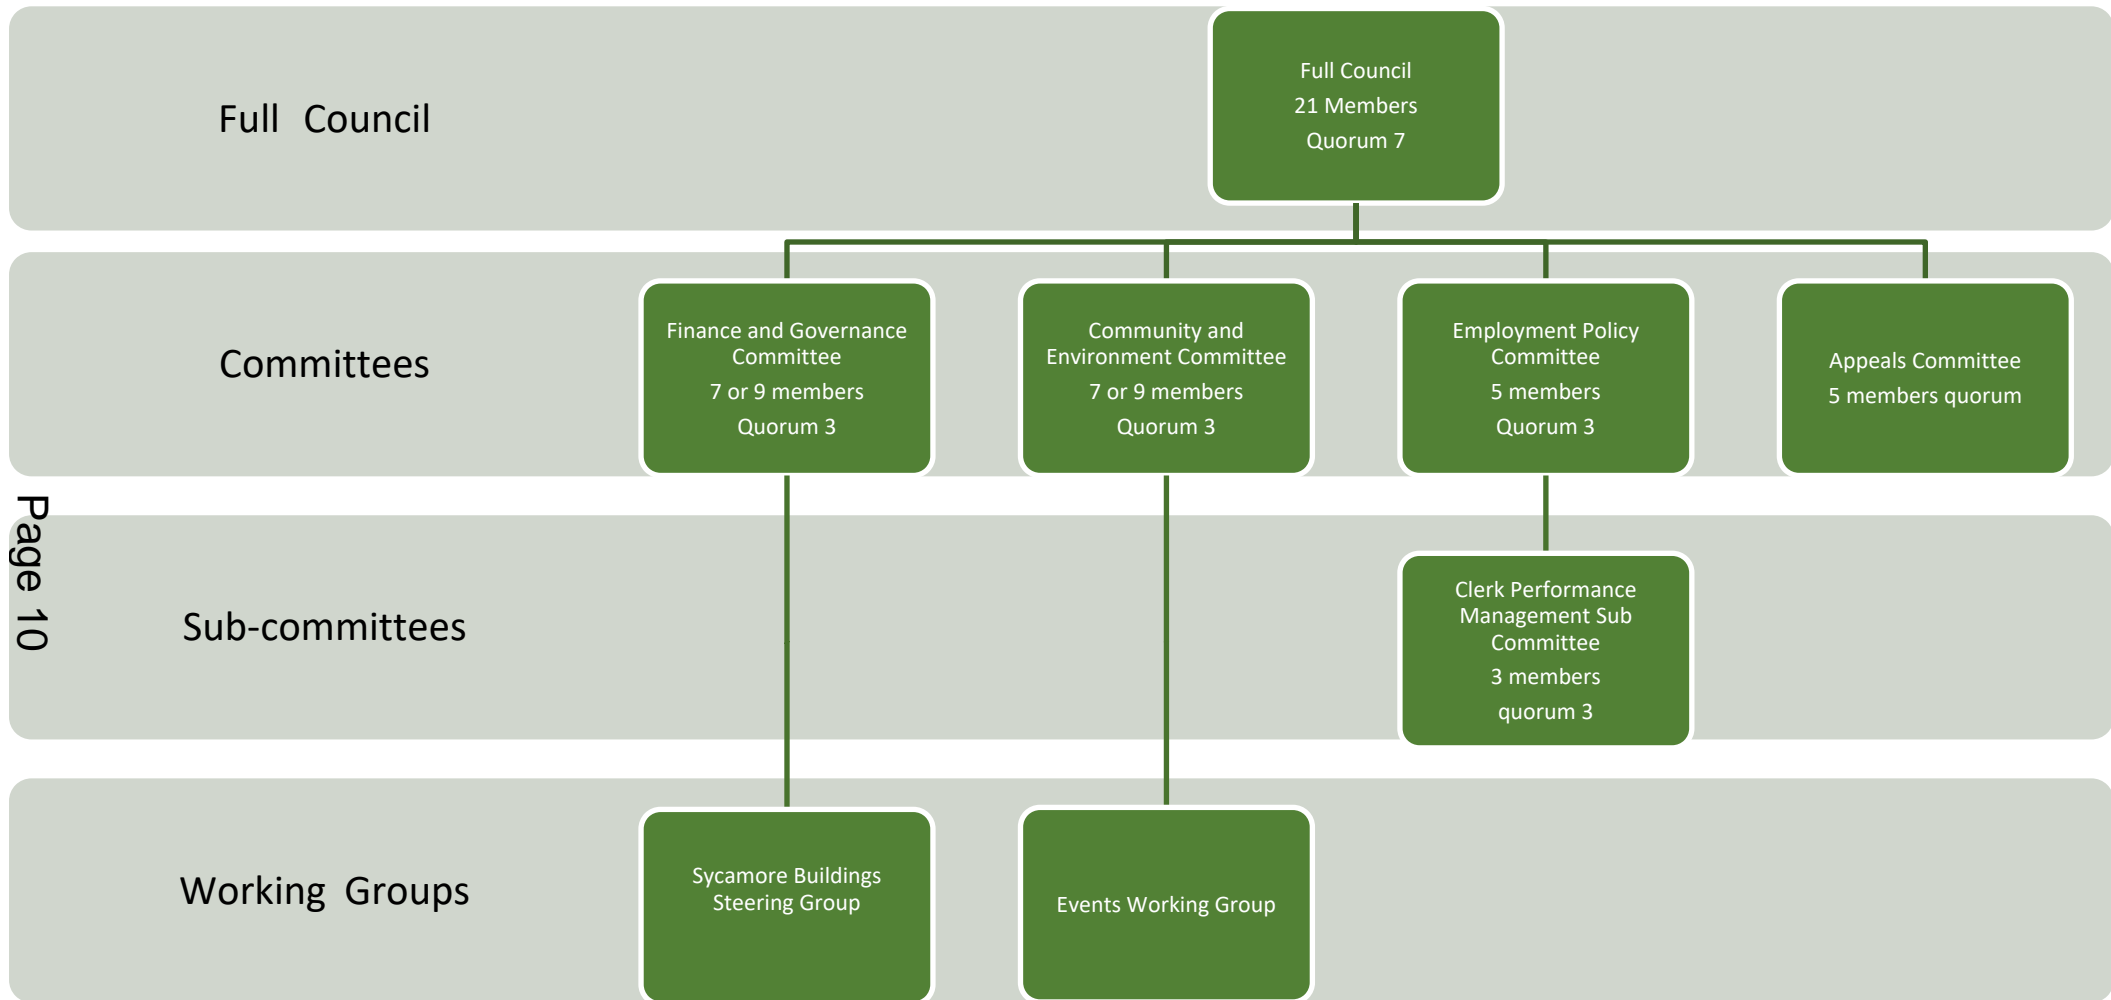 Full Council
Full Council
21 Members
Quorum 7
Committees
Finance and Governance
Committee
7 or 9 members
Quorum 3
Community and
Environment Committee
7 or 9 members
Quorum 3
Employment Policy
Committee
5 members
Quorum 3
Appeals Committee
5 members quorum
Page 10
Sub-committees
Clerk Performance
Management Sub
Committee
3 members
quorum 3
Working Groups
Sycamore Buildings
Steering Group
Events Working Group